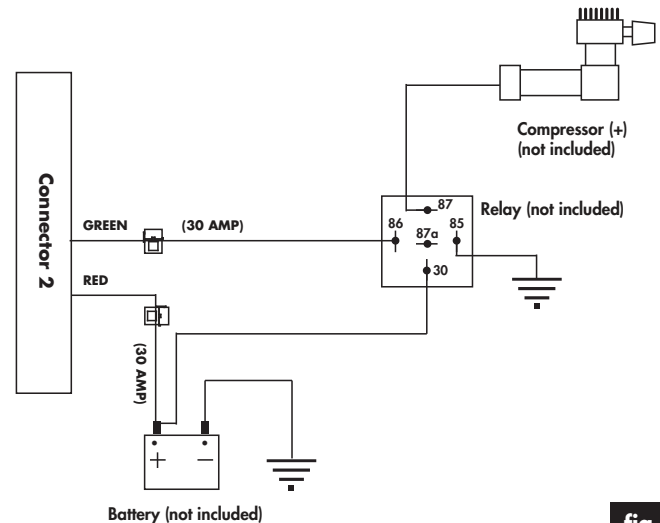 Compressor (+)
(not included)
Connector 2
GREEN (30 AMP)
86
87
87a
85
30
Relay (not included)
RED
(30 AMP)
+ −
Battery (not included)
fig